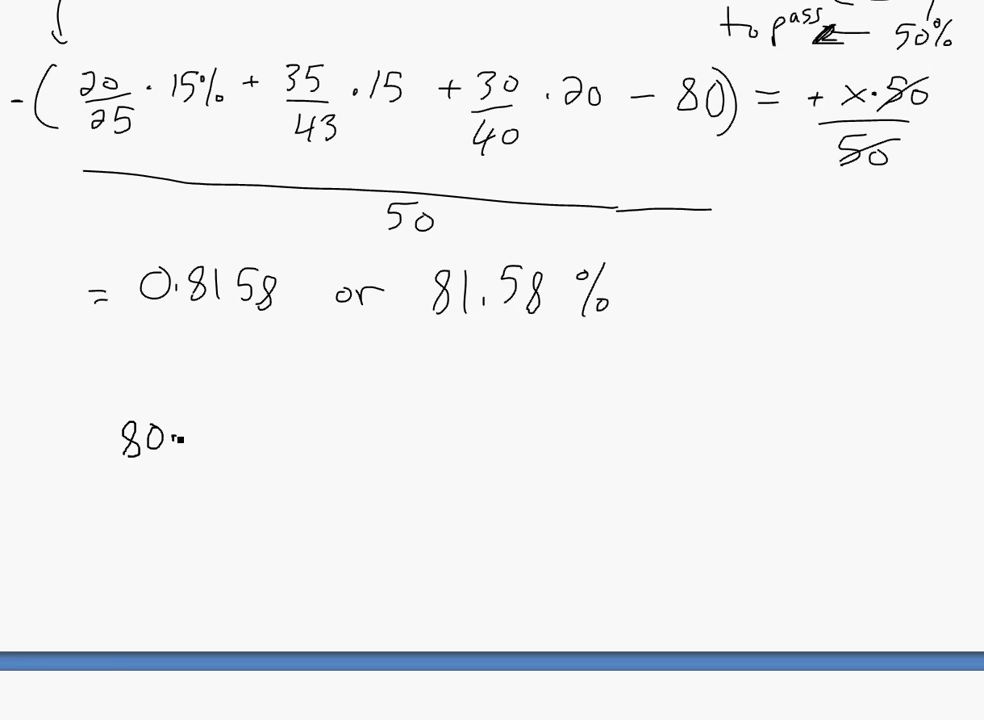 to pass ← 50%
-( 20/25 · 15% + 35/43 · 15 + 30/40 · 20 - 80) = + x·50/50
50
= 0.8158 or 81.58 %
80